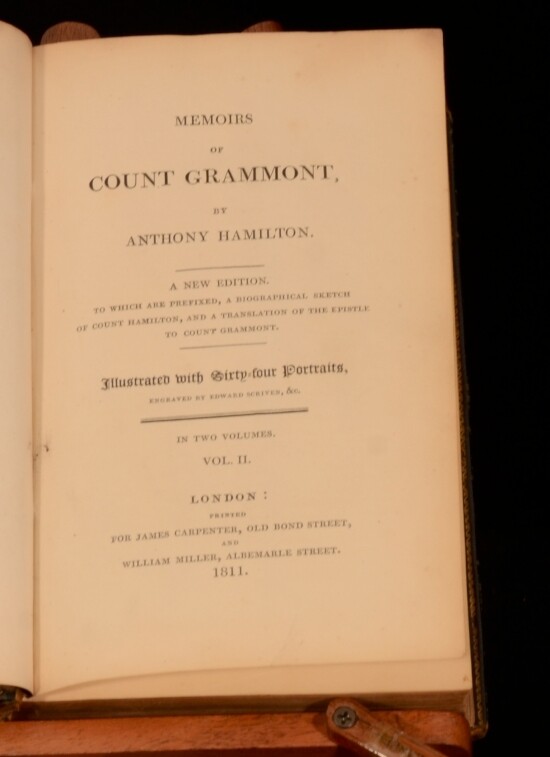 MEMOIRS
OF
COUNT GRAMMONT,
BY
ANTHONY HAMILTON.
A NEW EDITION.
TO WHICH ARE PREFIXED, A BIOGRAPHICAL SKETCH
OF COUNT HAMILTON, AND A TRANSLATION OF THE EPISTLE
TO COUNT GRAMMONT.
Illustrated with Sixty-four Portraits,
ENGRAVED BY EDWARD SCRIVEN, &c.
IN TWO VOLUMES.
VOL. II.
LONDON:
PRINTED
FOR JAMES CARPENTER, OLD BOND STREET,
AND
WILLIAM MILLER, ALBEMARLE STREET.
1811.